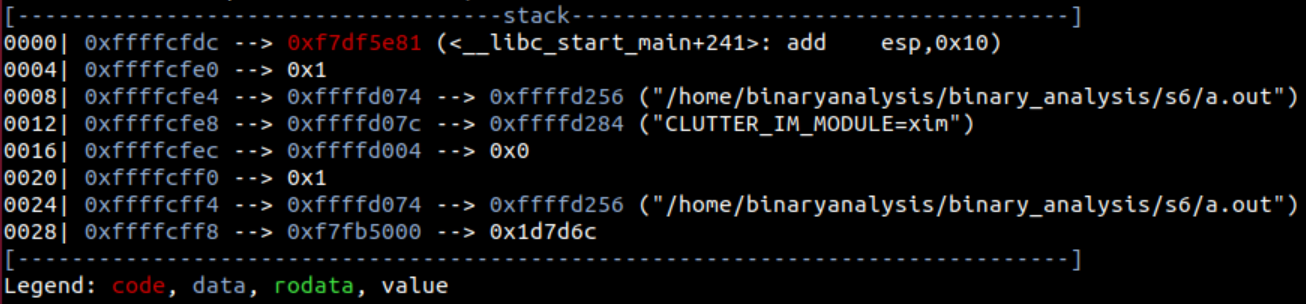 [------------------------------------stack-------------------------------------]
0000| 0xffffcfdc --> 0xf7df5e81 (<__libc_start_main+241>: add    esp,0x10)
0004| 0xffffcfe0 --> 0x1
0008| 0xffffcfe4 --> 0xffffd074 --> 0xffffd256 ("/home/binaryanalysis/binary_analysis/s6/a.out")
0012| 0xffffcfe8 --> 0xffffd07c --> 0xffffd284 ("CLUTTER_IM_MODULE=xim")
0016| 0xffffcfec --> 0xffffd004 --> 0x0
0020| 0xffffcff0 --> 0x1
0024| 0xffffcff4 --> 0xffffd074 --> 0xffffd256 ("/home/binaryanalysis/binary_analysis/s6/a.out")
0028| 0xffffcff8 --> 0xf7fb5000 --> 0x1d7d6c
[------------------------------------------------------------------------------]
Legend: code, data, rodata, value